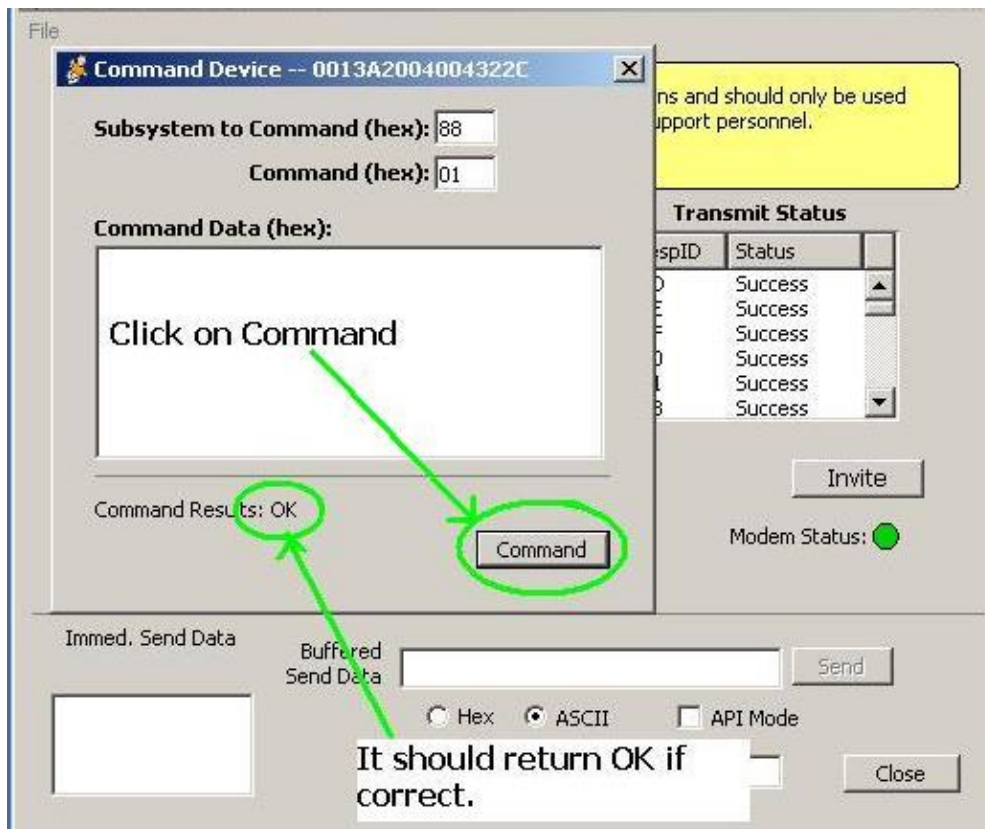 File
Command Device -- 0013A2004004322C
Subsystem to Command (hex): 88
Command (hex): 01
Command Data (hex):
Click on Command
Command Results: OK
Command
ns and should only be used
pport personnel.
Transmit Status
espID Status
Success
Success
Success
Success
Success
Success
Invite
Modem Status:
Immed. Send Data
Buffered
Send Data
Send
Hex ASCII API Mode
It should return OK if
correct.
Close